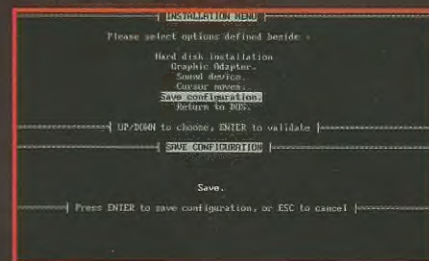 INSTALLATION MENU
Please select options defined beside :
Hard disk installation
Graphic Adapter.
Sound device.
Cursor moves.
Save configuration.
Return to DOS.
UP/DOWN to choose, ENTER to validate
SAVE CONFIGURATION
Save.
Press ENTER to save configuration, or ESC to cancel